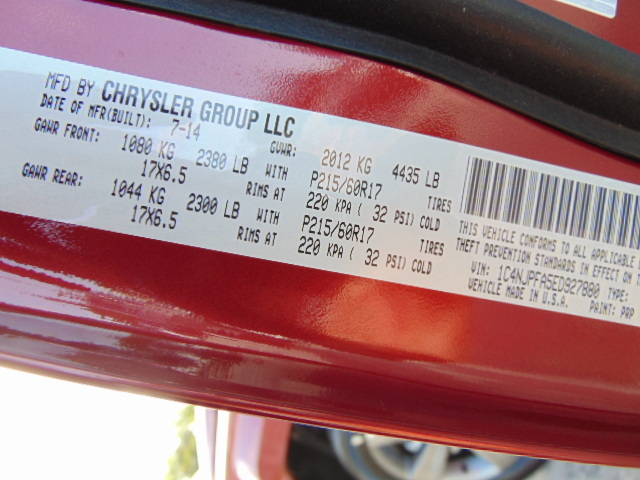 MFD BY CHRYSLER GROUP LLC
DATE OF MFR(BUILT): 7-14 GVWR: 2012 KG 4435 LB
GAWR FRONT: 1080 KG 2380 LB WITH P215/60R17 TIRES
17X6.5 RIMS AT 220 KPA ( 32 PSI) COLD
GAWR REAR: 1044 KG 2300 LB WITH P215/60R17 TIRES
17X6.5 RIMS AT 220 KPA ( 32 PSI) COLD
THIS VEHICLE CONFORMS TO ALL APPLICABLE
THEFT PREVENTION STANDARDS IN EFFECT ON
VIN: 1C4NJPFA5ED927880 TYPE:
VEHICLE MADE IN U.S.A. PAINT: PRP